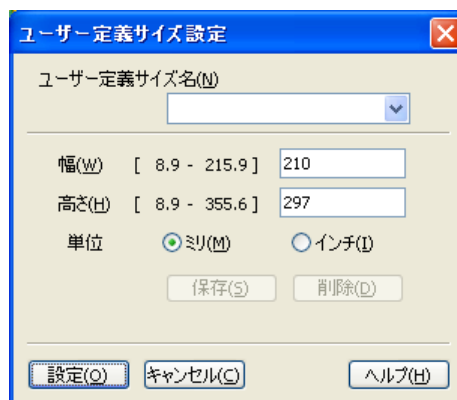 ユーザー定義サイズ設定
ユーザー定義サイズ名(N)
幅(W) [ 8.9 - 215.9 ] 210
高さ(H) [ 8.9 - 355.6 ] 297
単位 ミリ(M) インチ(I)
保存(S) 削除(D)
設定(O) キャンセル(C) ヘルプ(H)